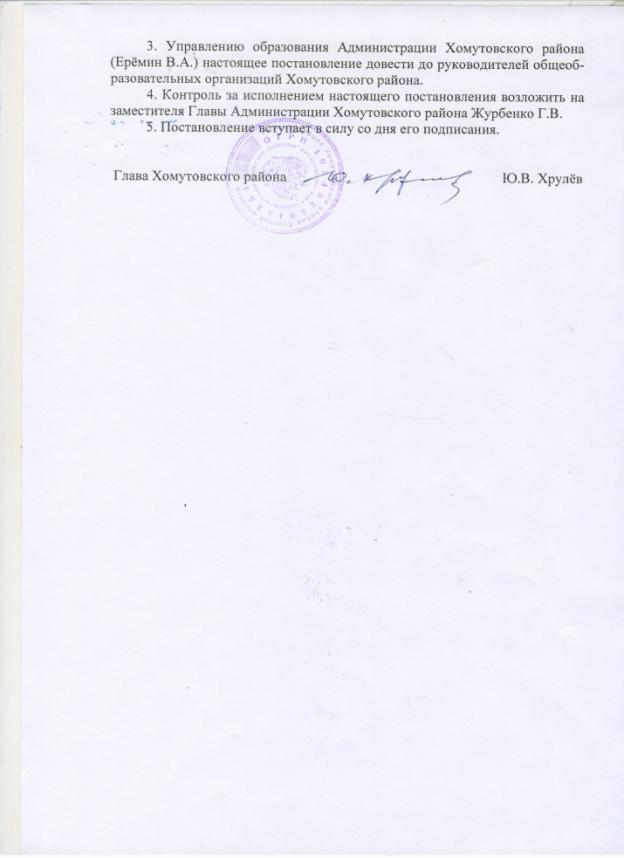 3. Управлению образования Администрации Хомутовского района
(Ерёмин В.А.) настоящее постановление довести до руководителей общеоб-
разовательных организаций Хомутовского района.
4. Контроль за исполнением настоящего постановления возложить на
заместителя Главы Администрации Хомутовского района Журбенко Г.В.
5. Постановление вступает в силу со дня его подписания.
Глава Хомутовского района
Ю.В. Хрулёв
ОГРН